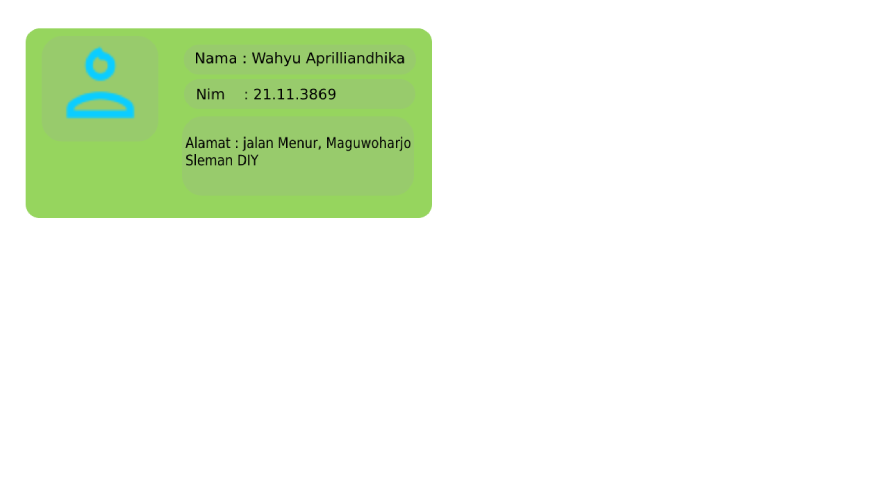 Nama : Wahyu Aprilliandhika
Nim : 21.11.3869
Alamat : jalan Menur, Maguwoharjo
Sleman DIY